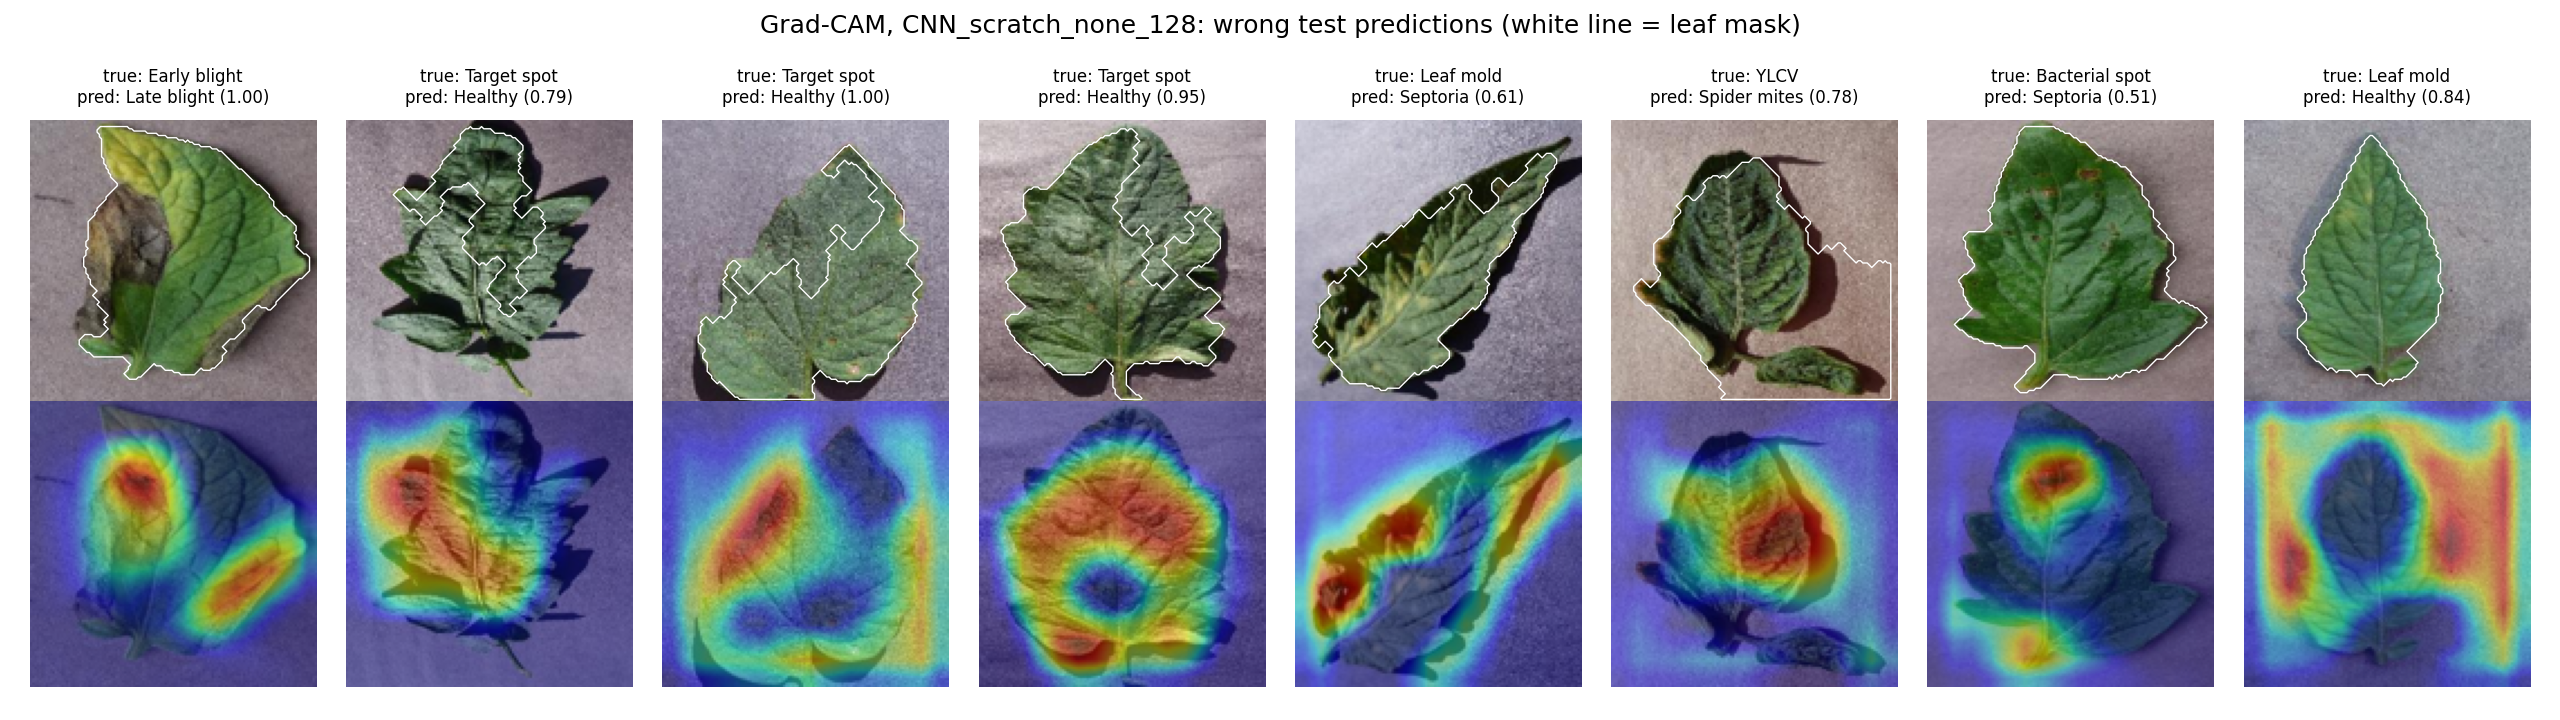 Grad-CAM, CNN_scratch_none_128: wrong test predictions (white line = leaf mask)
true: Early blight
pred: Late blight (1.00)
true: Target spot
pred: Healthy (0.79)
true: Target spot
pred: Healthy (1.00)
true: Target spot
pred: Healthy (0.95)
true: Leaf mold
pred: Septoria (0.61)
true: YLCV
pred: Spider mites (0.78)
true: Bacterial spot
pred: Septoria (0.51)
true: Leaf mold
pred: Healthy (0.84)